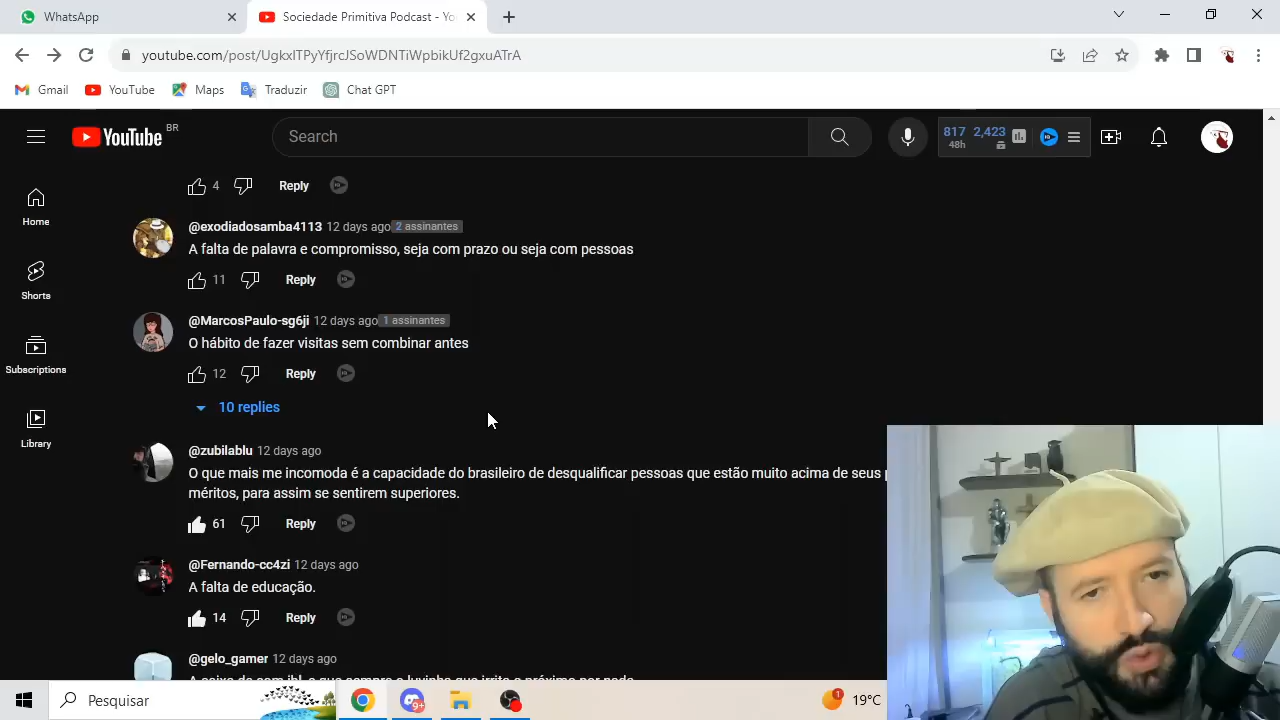 WhatsApp
Sociedade Primitiva Podcast - Yo
youtube.com/post/UgkxITPyYfjrcJSoWDNTiWpbikUf2gxuATrA
Gmail YouTube Maps Traduzir Chat GPT
YouTube BR
Search
817 2,423
48h
Home
Shorts
Subscriptions
Library
4 Reply
@exodiadosamba4113 12 days ago 2 assinantes
A falta de palavra e compromisso, seja com prazo ou seja com pessoas
11 Reply
@MarcosPaulo-sg6ji 12 days ago 1 assinantes
O hábito de fazer visitas sem combinar antes
12 Reply
10 replies
@zubilablu 12 days ago
O que mais me incomoda é a capacidade do brasileiro de desqualificar pessoas que estão muito acima de seus
méritos, para assim se sentirem superiores.
61 Reply
@Fernando-cc4zi 12 days ago
A falta de educação.
14 Reply
@gelo_gamer 12 days ago
Pesquisar
9+
1
19°C